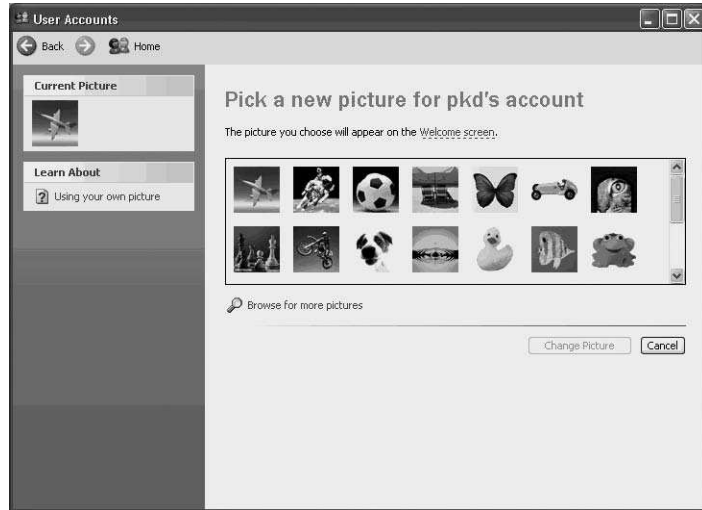 User Accounts
Back Home
Current Picture
Learn About
Using your own picture
Pick a new picture for pkd's account
The picture you choose will appear on the Welcome screen.
Browse for more pictures
Change Picture Cancel